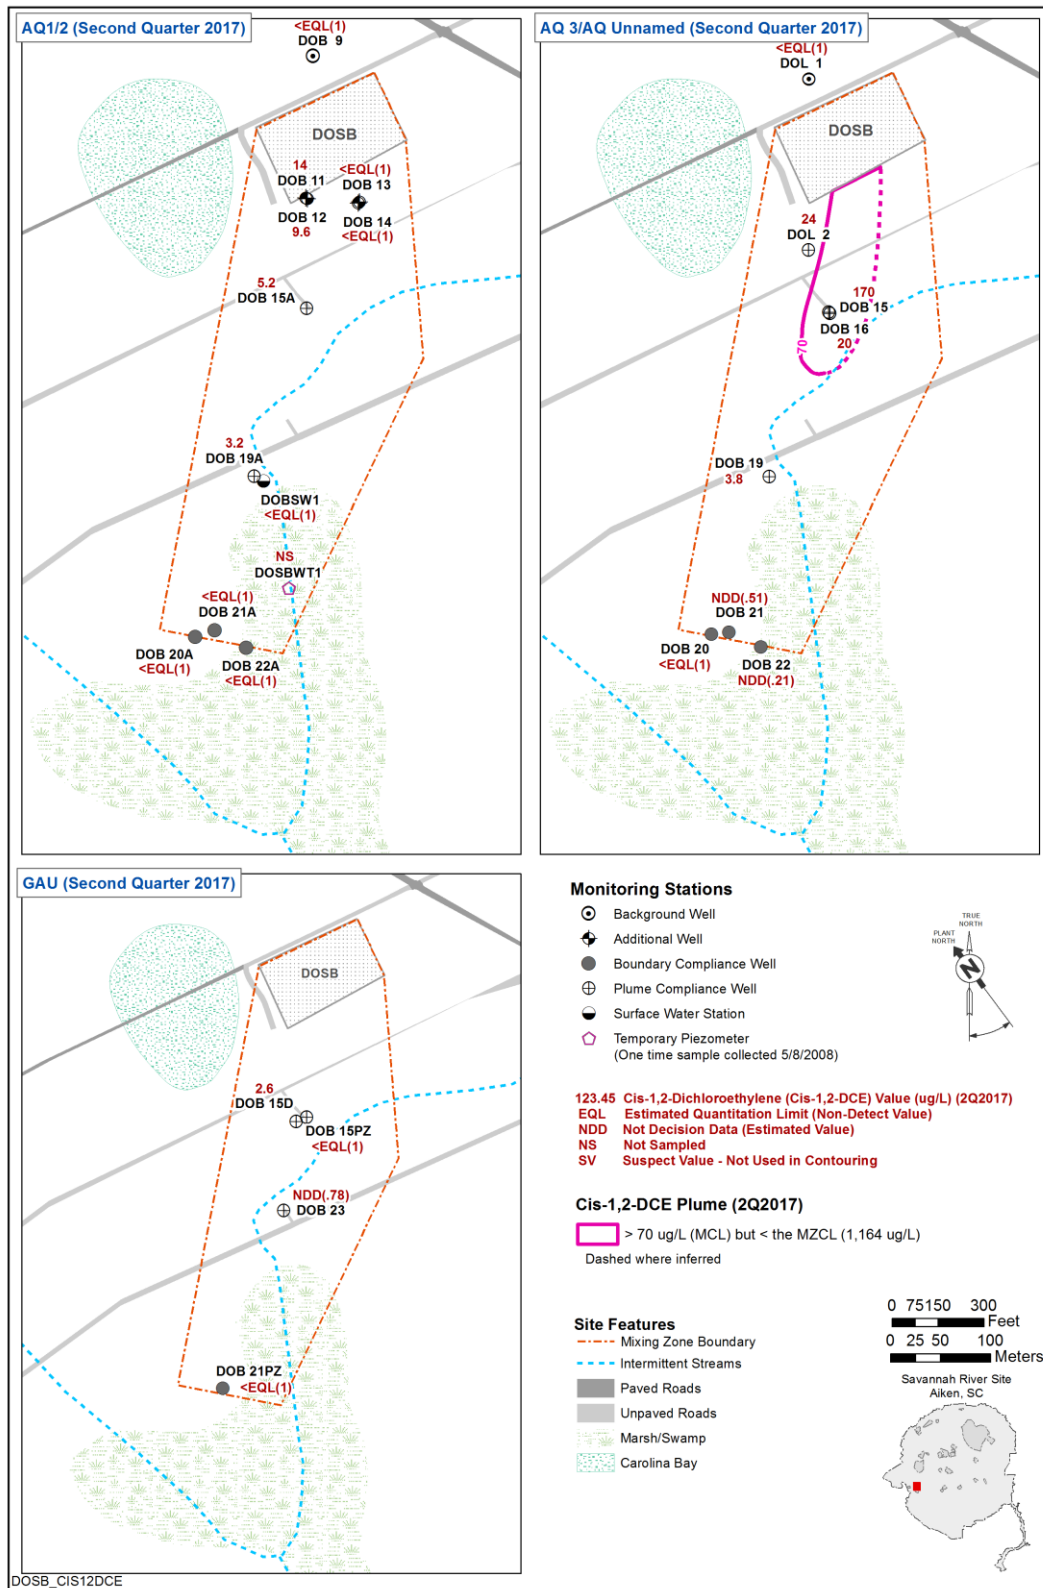 AQ1/2 (Second Quarter 2017)
<EQL(1)
DOB 9
DOSB
14
DOB 11
<EQL(1)
DOB 13
DOB 12
9.6
DOB 14
<EQL(1)
5.2
DOB 15A
3.2
DOB 19A
DOBSW1
<EQL(1)
NS
DOSBWT1
<EQL(1)
DOB 21A
DOB 20A
<EQL(1)
DOB 22A
<EQL(1)
AQ 3/AQ Unnamed (Second Quarter 2017)
<EQL(1)
DOL 1
DOSB
24
DOL 2
170
DOB 15
DOB 16
20
70
DOB 19
3.8
NDD(.51)
DOB 21
DOB 20
<EQL(1)
DOB 22
NDD(.21)
GAU (Second Quarter 2017)
DOSB
2.6
DOB 15D
DOB 15PZ
<EQL(1)
NDD(.78)
DOB 23
DOB 21PZ
<EQL(1)
Monitoring Stations
Background Well
Additional Well
Boundary Compliance Well
Plume Compliance Well
Surface Water Station
Temporary Piezometer
(One time sample collected 5/8/2008)
TRUE
NORTH
PLANT
NORTH
N
123.45 Cis-1,2-Dichloroethylene (Cis-1,2-DCE) Value (ug/L) (2Q2017)
EQL Estimated Quantitation Limit (Non-Detect Value)
NDD Not Decision Data (Estimated Value)
NS Not Sampled
SV Suspect Value - Not Used in Contouring
Cis-1,2-DCE Plume (2Q2017)
> 70 ug/L (MCL) but < the MZCL (1,164 ug/L)
Dashed where inferred
Site Features
Mixing Zone Boundary
Intermittent Streams
Paved Roads
Unpaved Roads
Marsh/Swamp
Carolina Bay
0 75 150 300
Feet
0 25 50 100
Meters
Savannah River Site
Aiken, SC
DOSB_CIS12DCE